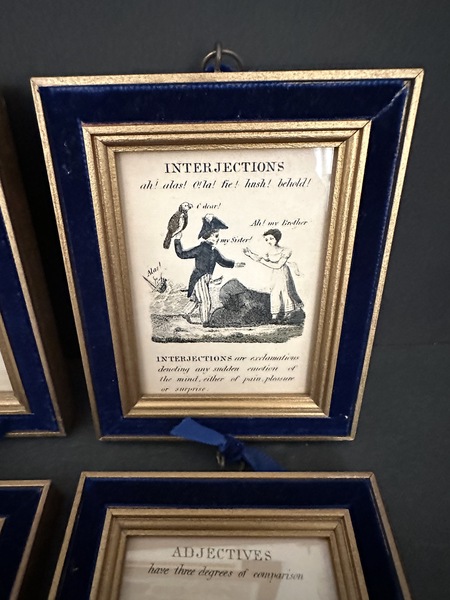 INTERJECTIONS
ah! alas! O! la! fie! hush! behold!
O dear!
Ah! my Brother
my Sister!
Alas!
INTERJECTIONS are exclamations
denoting any sudden emotion of
the mind, either of pain, pleasure
or surprise.
ADJECTIVES
have three degrees of comparison